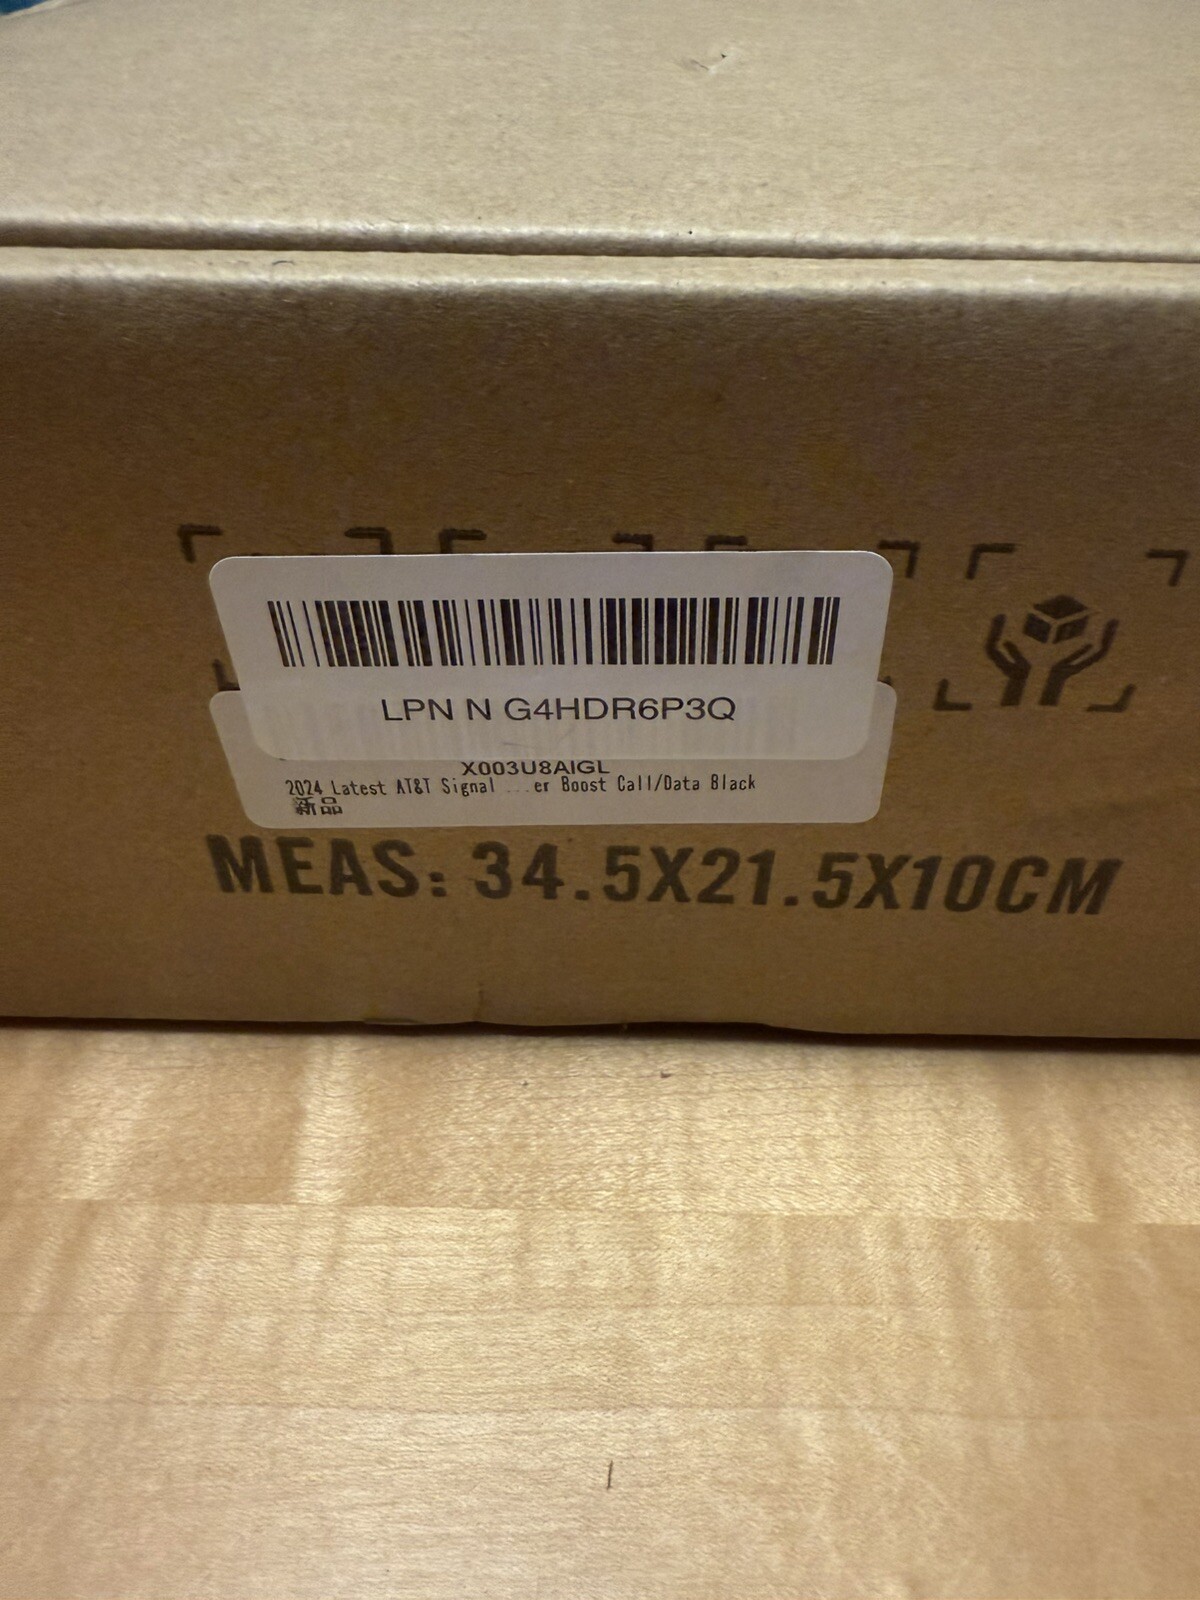 LPN N G4HDR6P3Q
X003U8AIGL
2024 Latest AT&T Signal ...er Boost Call/Data Black
新品
MEAS: 34.5X21.5X10CM